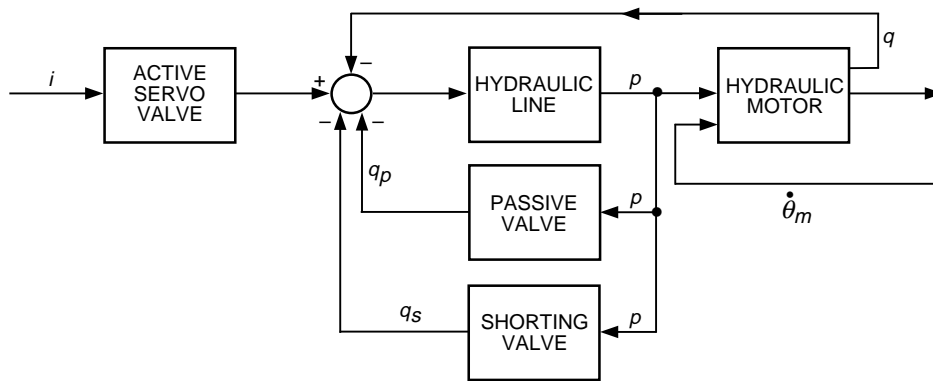 q
i
ACTIVE
SERVO
VALVE
+
–
–
–
HYDRAULIC
LINE
p
HYDRAULIC
MOTOR
q_p
PASSIVE
VALVE
p
θ̇_m
q_s
SHORTING
VALVE
p